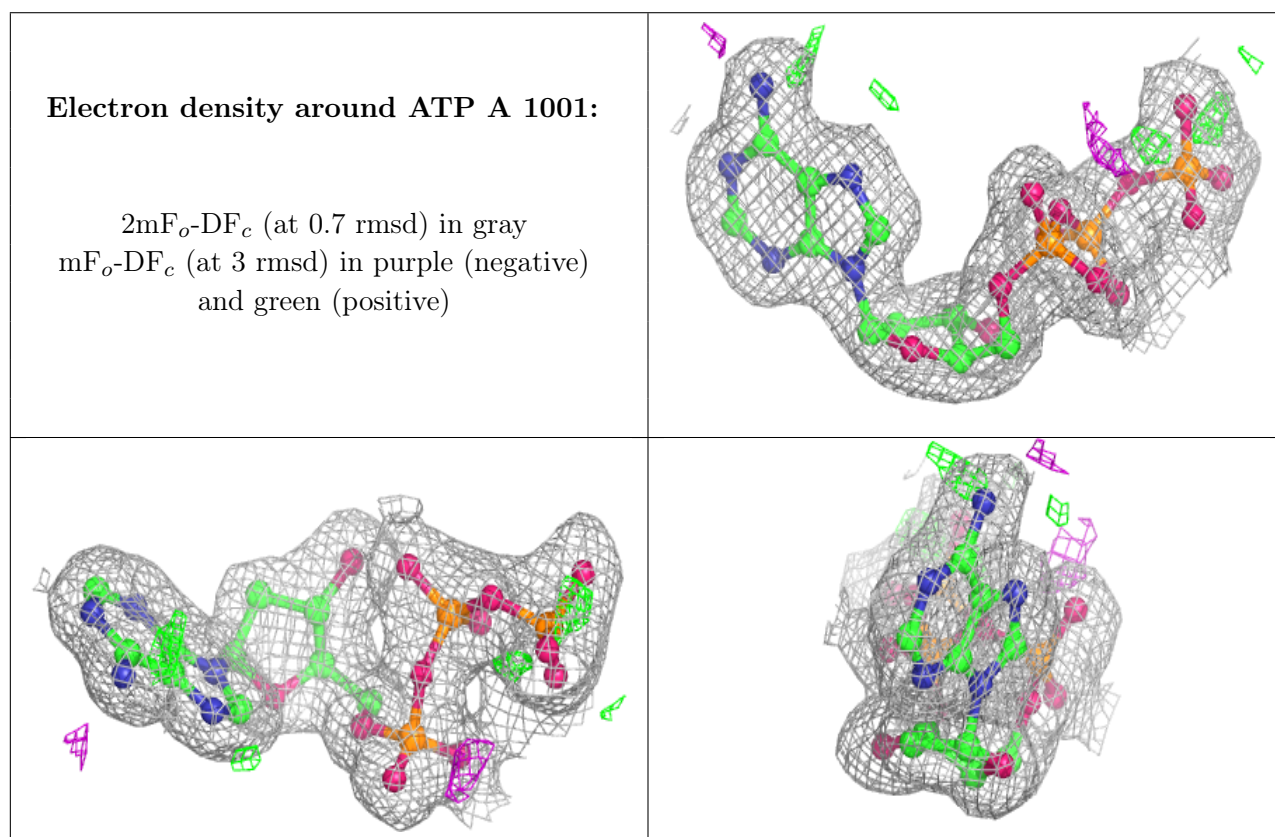 Electron density around ATP A 1001:
2mFₒ-DF𝒸 (at 0.7 rmsd) in gray
mFₒ-DF𝒸 (at 3 rmsd) in purple (negative)
and green (positive)